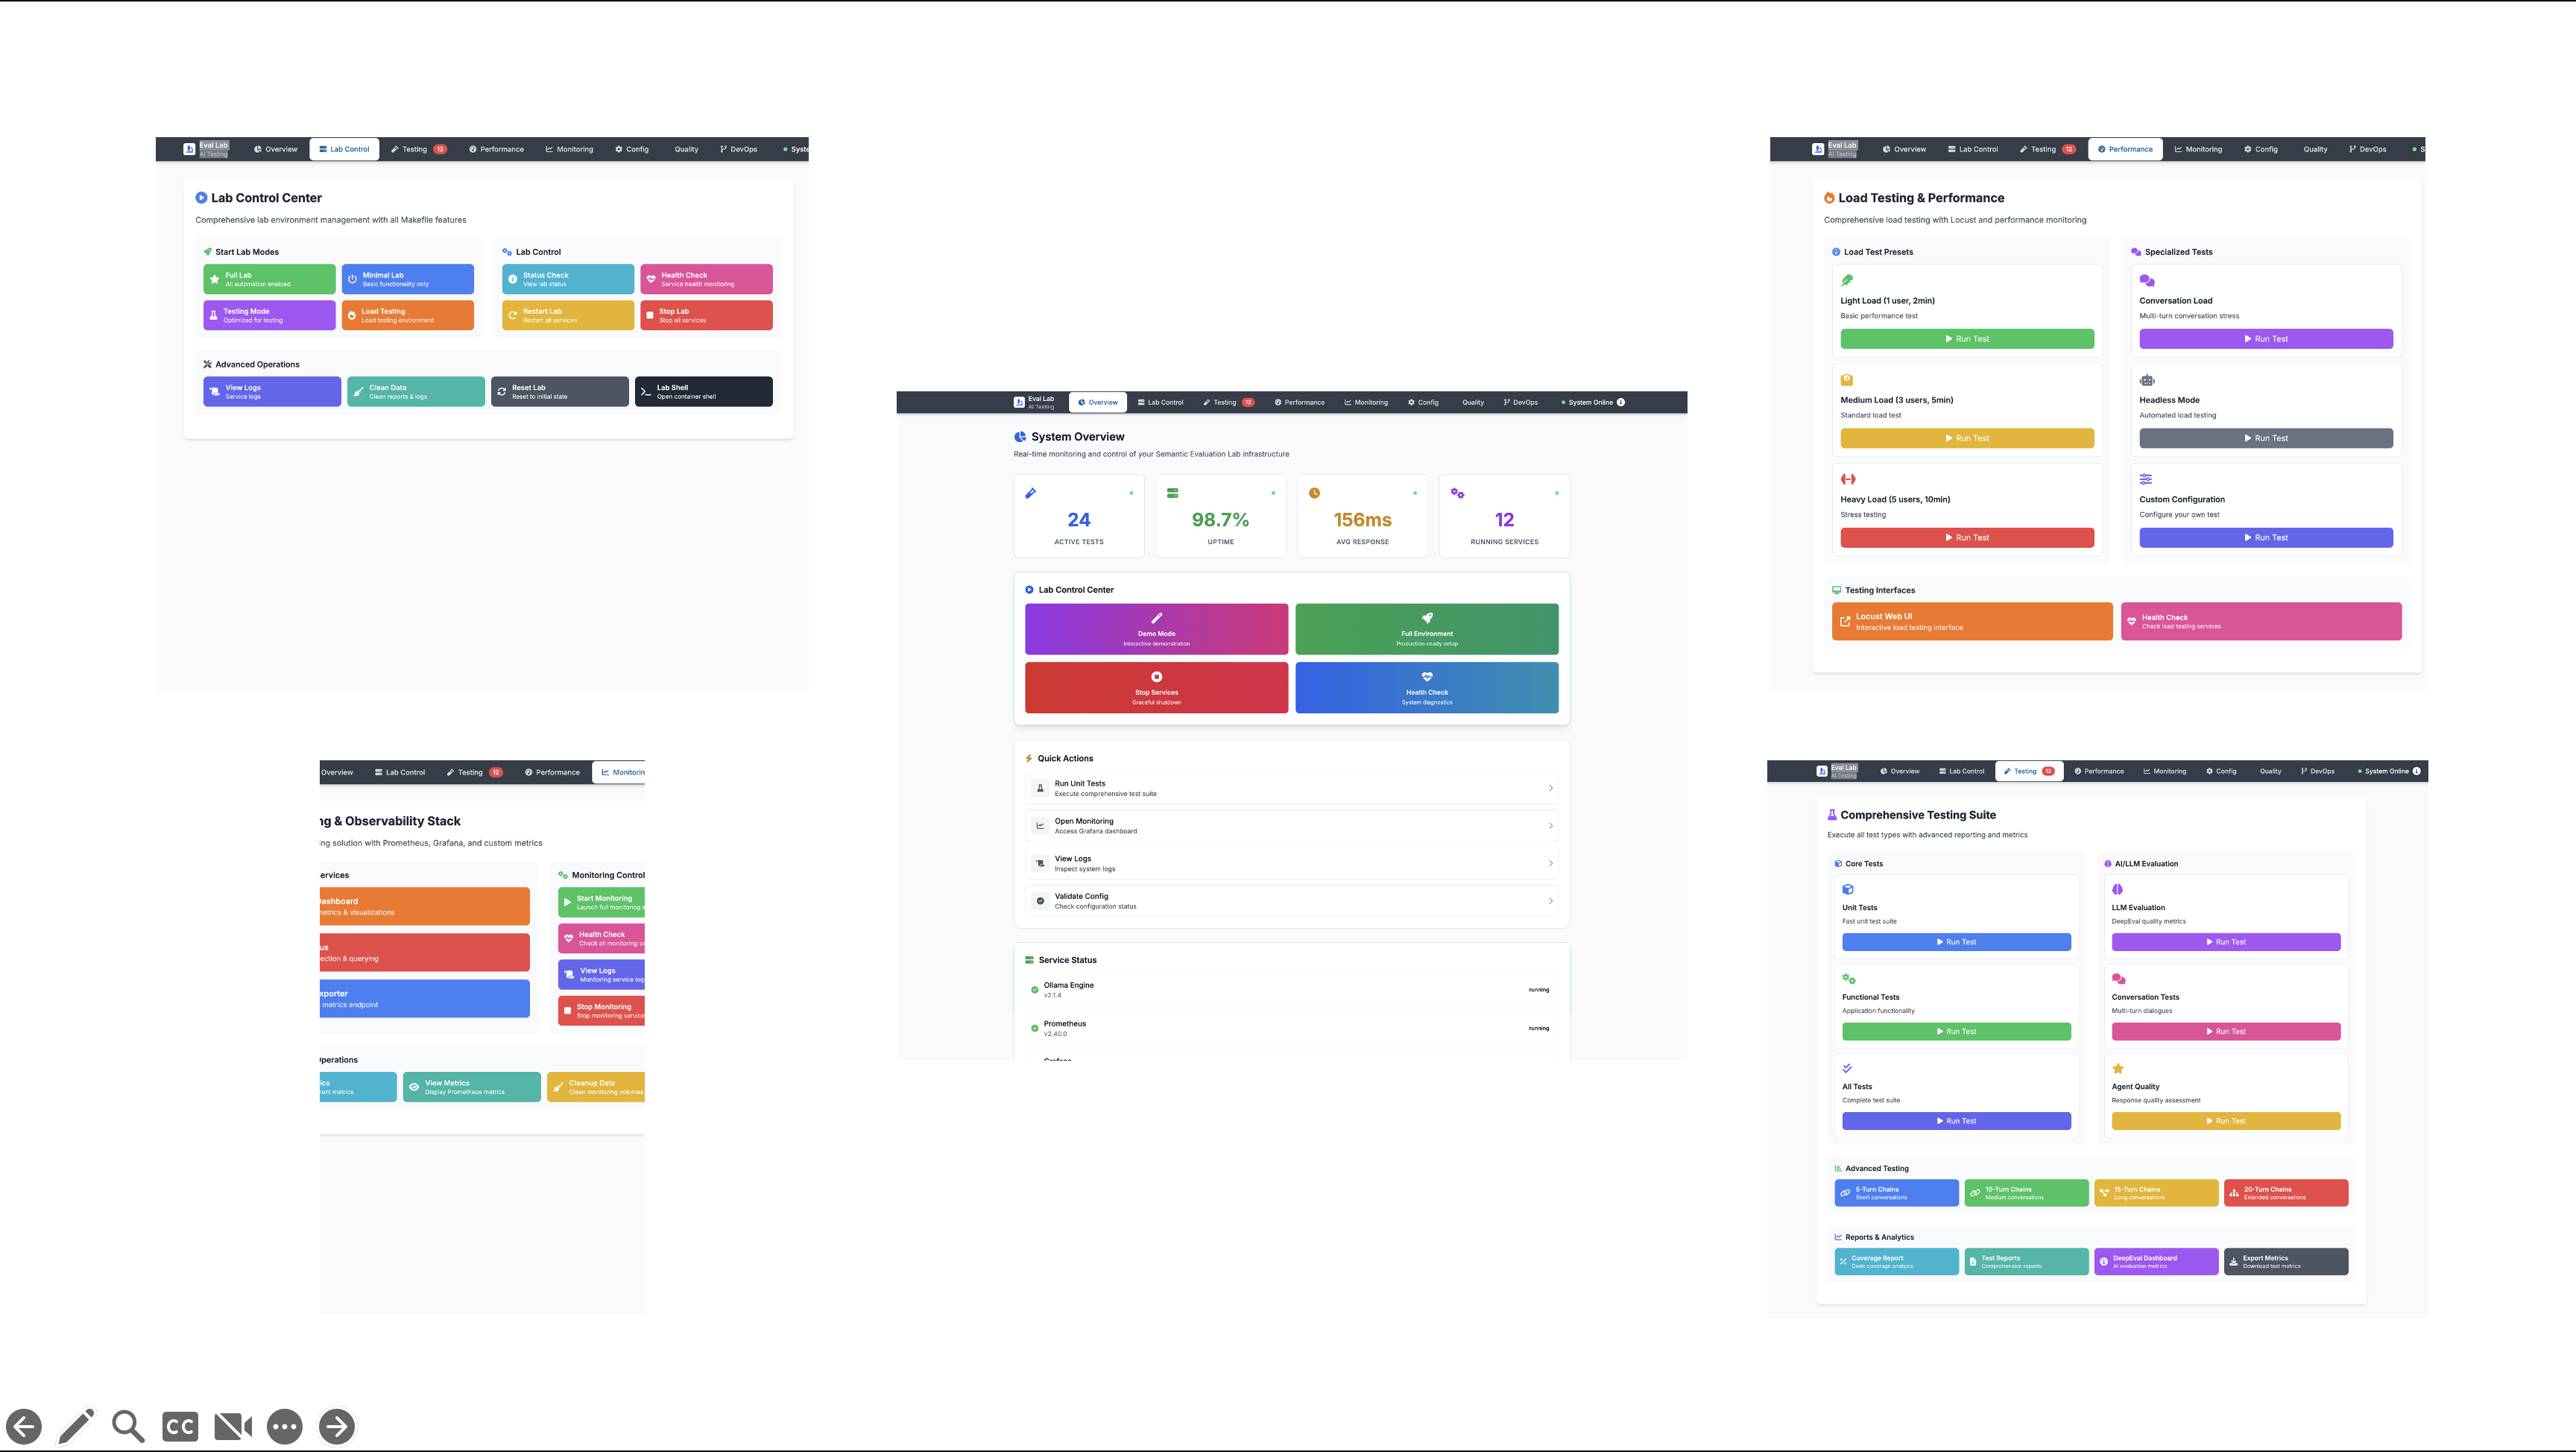 Eval Lab
AI Testing
Overview
Lab Control
Testing
12
Performance
Monitoring
Config
Quality
DevOps
Syste
Lab Control Center
Comprehensive lab environment management with all Makefile features
Start Lab Modes
Full Lab
All automation enabled
Minimal Lab
Basic functionality only
Testing Mode
Optimized for testing
Load Testing
Load testing environment
Lab Control
Status Check
View lab status
Health Check
Service health monitoring
Restart Lab
Restart all services
Stop Lab
Stop all services
Advanced Operations
View Logs
Service logs
Clean Data
Clean reports & logs
Reset Lab
Reset to initial state
Lab Shell
Open container shell
Overview
Lab Control
Testing
12
Performance
Monitorin
ng & Observability Stack
ng solution with Prometheus, Grafana, and custom metrics
ervices
ashboard
etrics & visualizations
us
ection & querying
xporter
metrics endpoint
Monitoring Control
Start Monitoring
Launch full monitoring s
Health Check
Check all monitoring se
View Logs
Monitoring service log
Stop Monitoring
Stop monitoring service
perations
ics
rent metrics
View Metrics
Display Prometheus metrics
Cleanup Data
Clean monitoring volumes
Eval Lab
AI Testing
Overview
Lab Control
Testing
12
Performance
Monitoring
Config
Quality
DevOps
System Online
System Overview
Real-time monitoring and control of your Semantic Evaluation Lab infrastructure
24
ACTIVE TESTS
98.7%
UPTIME
156ms
AVG RESPONSE
12
RUNNING SERVICES
Lab Control Center
Demo Mode
Interactive demonstration
Full Environment
Production-ready setup
Stop Services
Graceful shutdown
Health Check
System diagnostics
Quick Actions
Run Unit Tests
Execute comprehensive test suite
Open Monitoring
Access Grafana dashboard
View Logs
Inspect system logs
Validate Config
Check configuration status
Service Status
Ollama Engine
v2.1.4
running
Prometheus
v2.40.0
running
Grafana
Eval Lab
AI Testing
Overview
Lab Control
Testing
12
Performance
Monitoring
Config
Quality
DevOps
S
Load Testing & Performance
Comprehensive load testing with Locust and performance monitoring
Load Test Presets
Light Load (1 user, 2min)
Basic performance test
Run Test
Medium Load (3 users, 5min)
Standard load test
Run Test
Heavy Load (5 users, 10min)
Stress testing
Run Test
Specialized Tests
Conversation Load
Multi-turn conversation stress
Run Test
Headless Mode
Automated load testing
Run Test
Custom Configuration
Configure your own test
Run Test
Testing Interfaces
Locust Web UI
Interactive load testing interface
Health Check
Check load testing services
Eval Lab
AI Testing
Overview
Lab Control
Testing
12
Performance
Monitoring
Config
Quality
DevOps
System Online
Comprehensive Testing Suite
Execute all test types with advanced reporting and metrics
Core Tests
Unit Tests
Fast unit test suite
Run Test
Functional Tests
Application functionality
Run Test
All Tests
Complete test suite
Run Test
AI/LLM Evaluation
LLM Evaluation
DeepEval quality metrics
Run Test
Conversation Tests
Multi-turn dialogues
Run Test
Agent Quality
Response quality assessment
Run Test
Advanced Testing
5-Turn Chains
Short conversations
10-Turn Chains
Medium conversations
15-Turn Chains
Long conversations
20-Turn Chains
Extended conversations
Reports & Analytics
Coverage Report
Code coverage analysis
Test Reports
Comprehensive reports
DeepEval Dashboard
AI evaluation metrics
Export Metrics
Download test metrics
CC